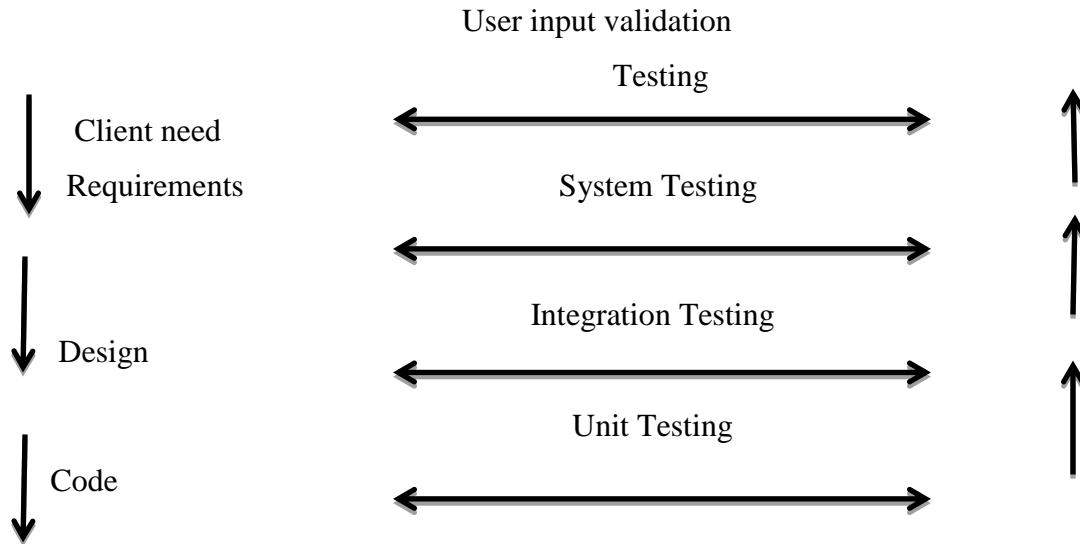 User input validation
Testing
Client need
Requirements
System Testing
Integration Testing
Design
Unit Testing
Code